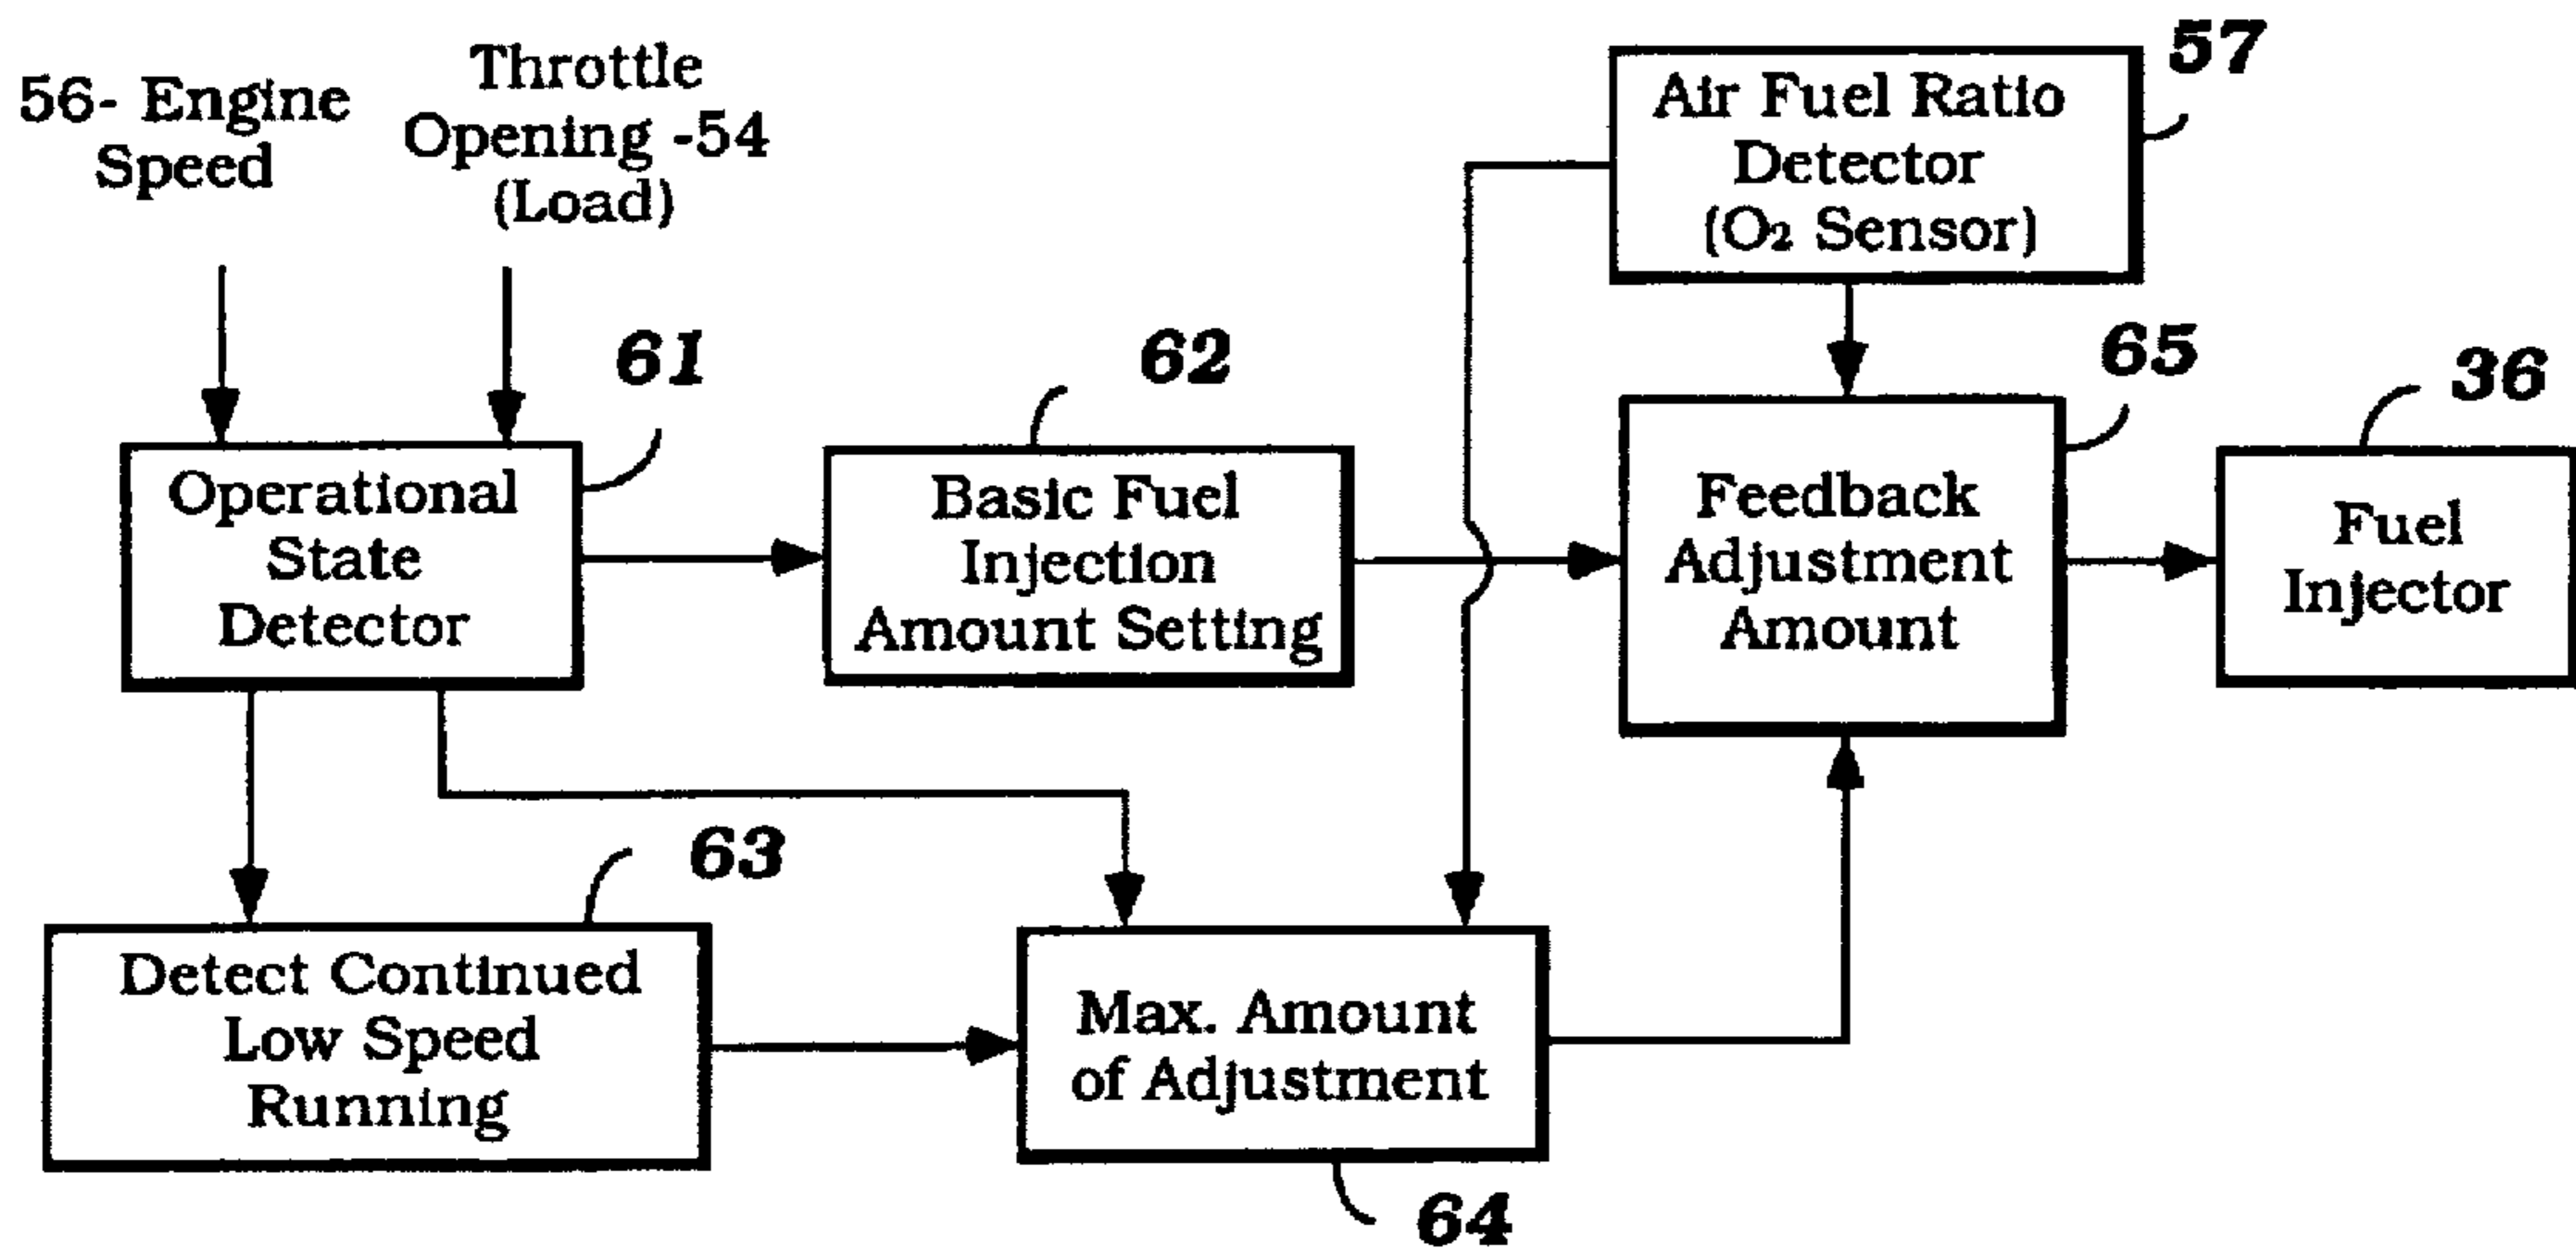 56- Engine
Speed
Throttle
Opening -54
(Load)
Air Fuel Ratio
Detector
(O₂ Sensor)
57
61
62
65
36
Operational
State
Detector
Basic Fuel
Injection
Amount Setting
Feedback
Adjustment
Amount
Fuel
Injector
63
Detect Continued
Low Speed
Running
Max. Amount
of Adjustment
64